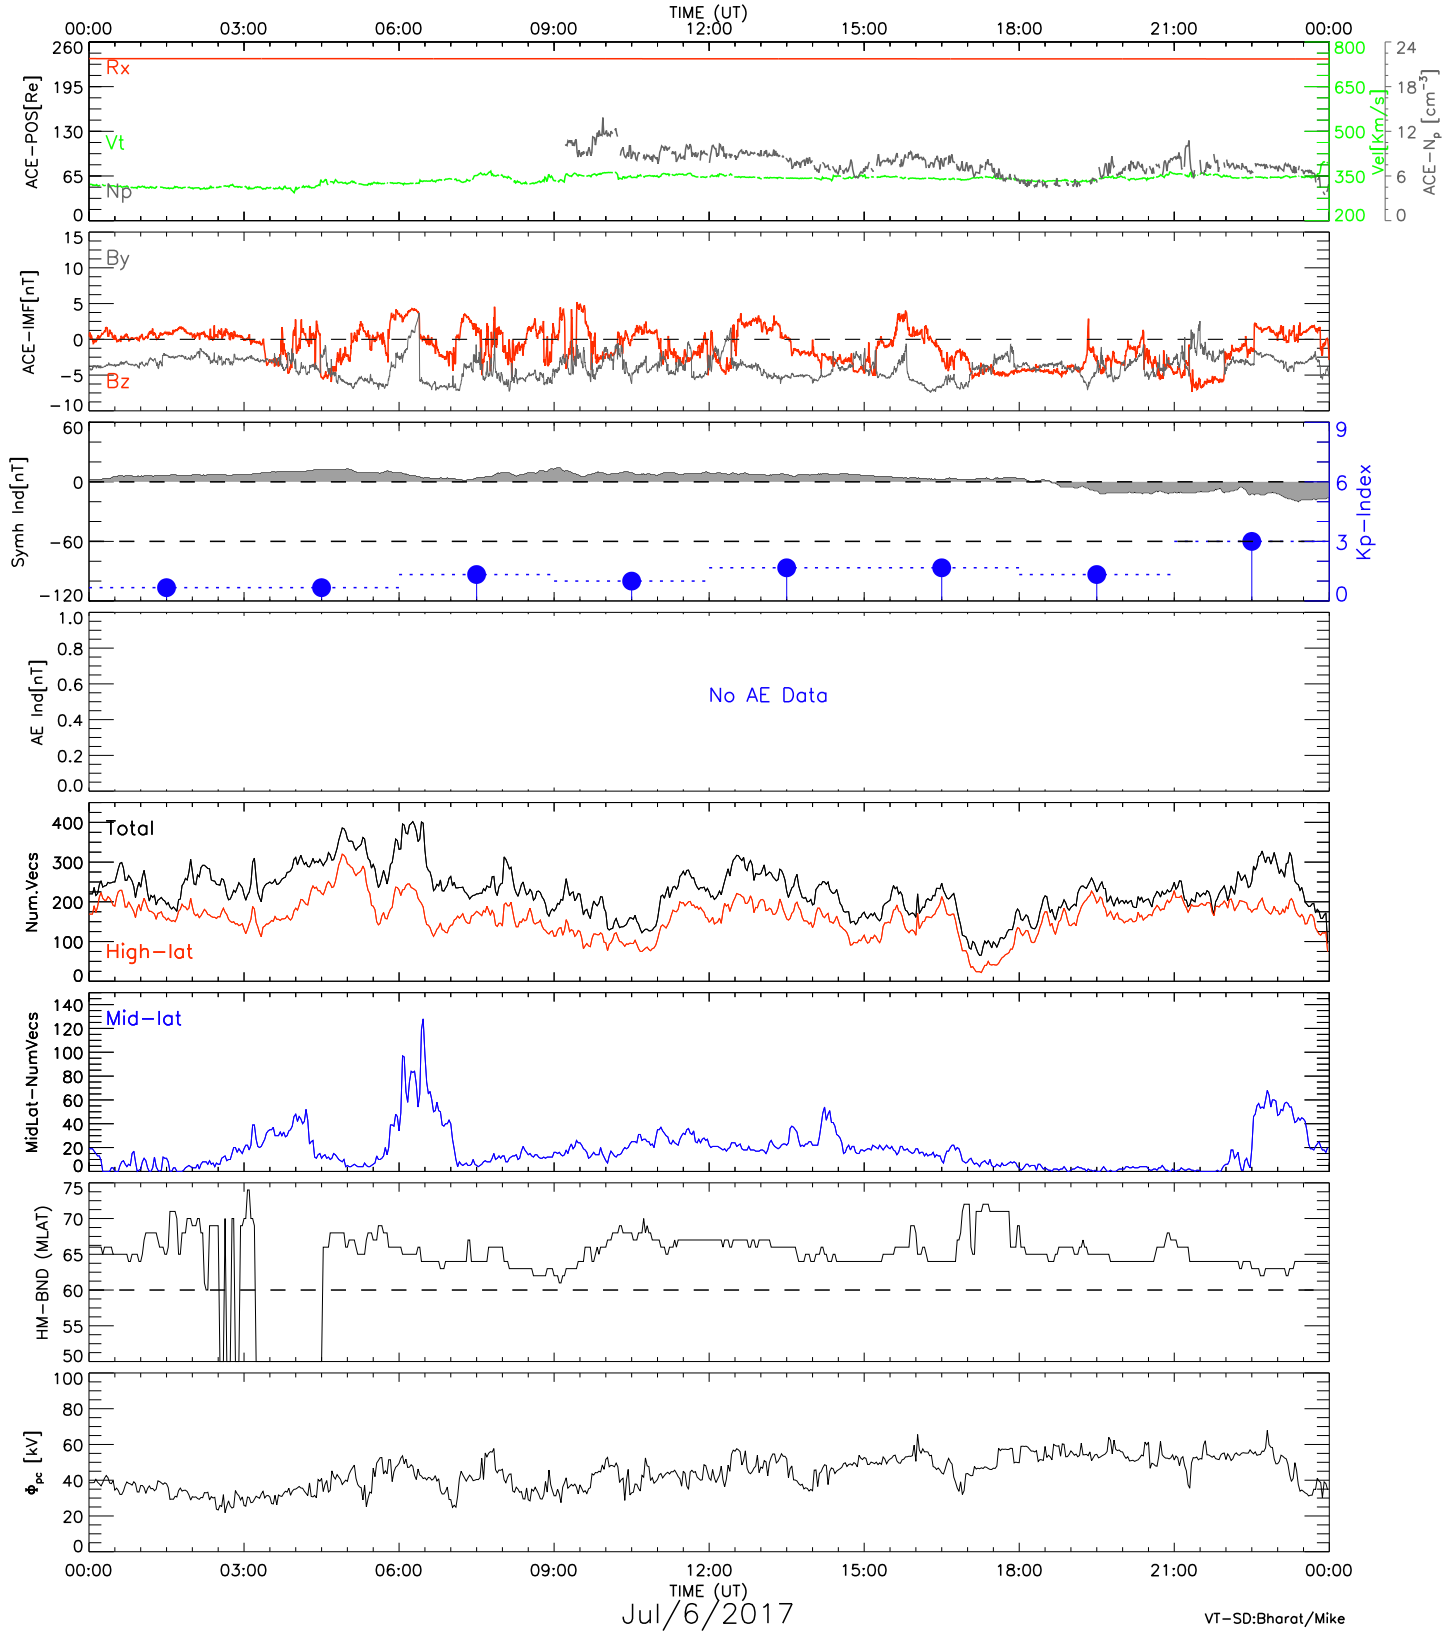 TIME (UT)
00:00 03:00 06:00 09:00 12:00 15:00 18:00 21:00 00:00
ACE-POS[Re]
260
195
130
65
0
Rx
Vt
Np
800
650
500
350
200
Vel[Km/s]
24
18
12
6
0
ACE-Np [cm-3]
ACE-IMF[nT]
15
10
5
0
-5
-10
By
Bz
Symh Ind[nT]
60
0
-60
-120
9
6
3
0
Kp-Index
AE Ind[nT]
1.0
0.8
0.6
0.4
0.2
0.0
No AE Data
Num.Vecs
400
300
200
100
0
Total
High-lat
MidLat-NumVecs
140
120
100
80
60
40
20
0
Mid-lat
HM-BND (MLAT)
75
70
65
60
55
50
Φpc [kV]
100
80
60
40
20
0
00:00 03:00 06:00 09:00 12:00 15:00 18:00 21:00 00:00
TIME (UT)
Jul/6/2017
VT-SD:Bharat/Mike